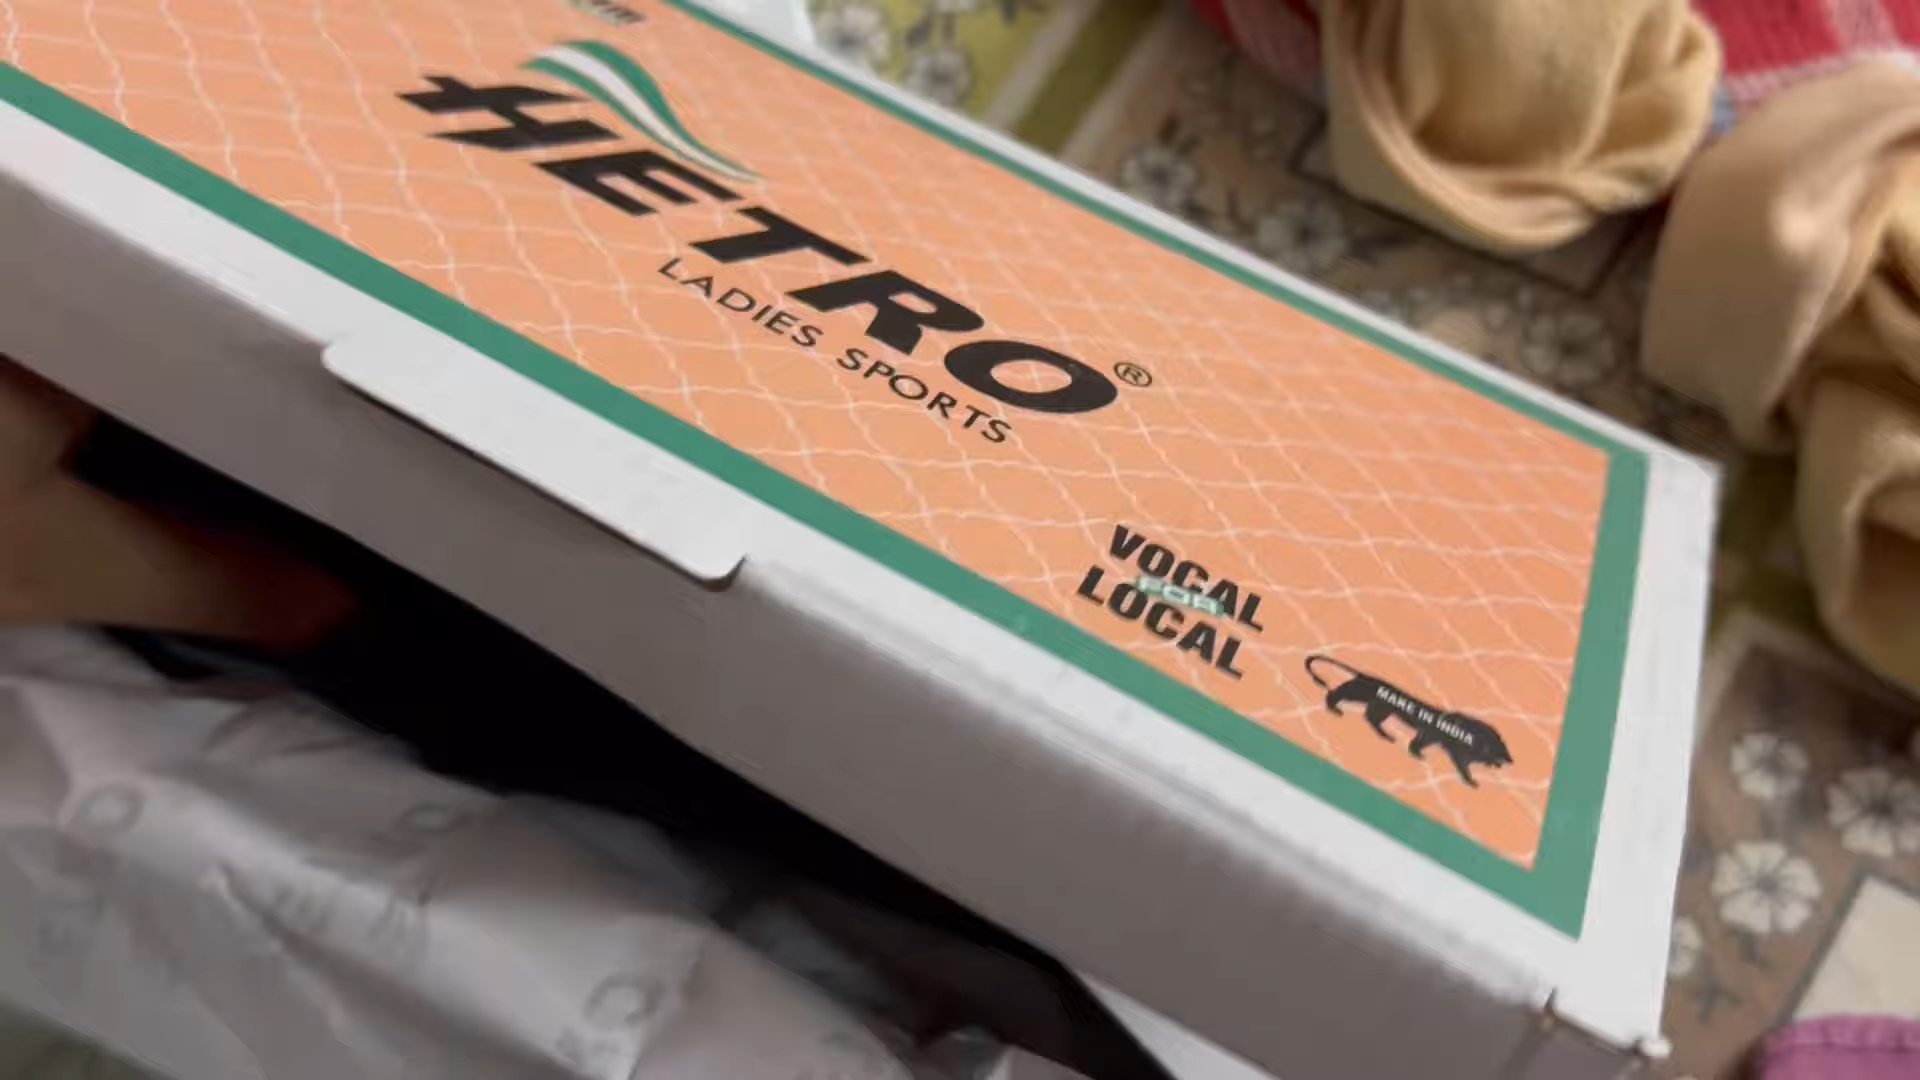 HETRO®
LADIES SPORTS
VOCAL
FOR
LOCAL
MAKE IN INDIA